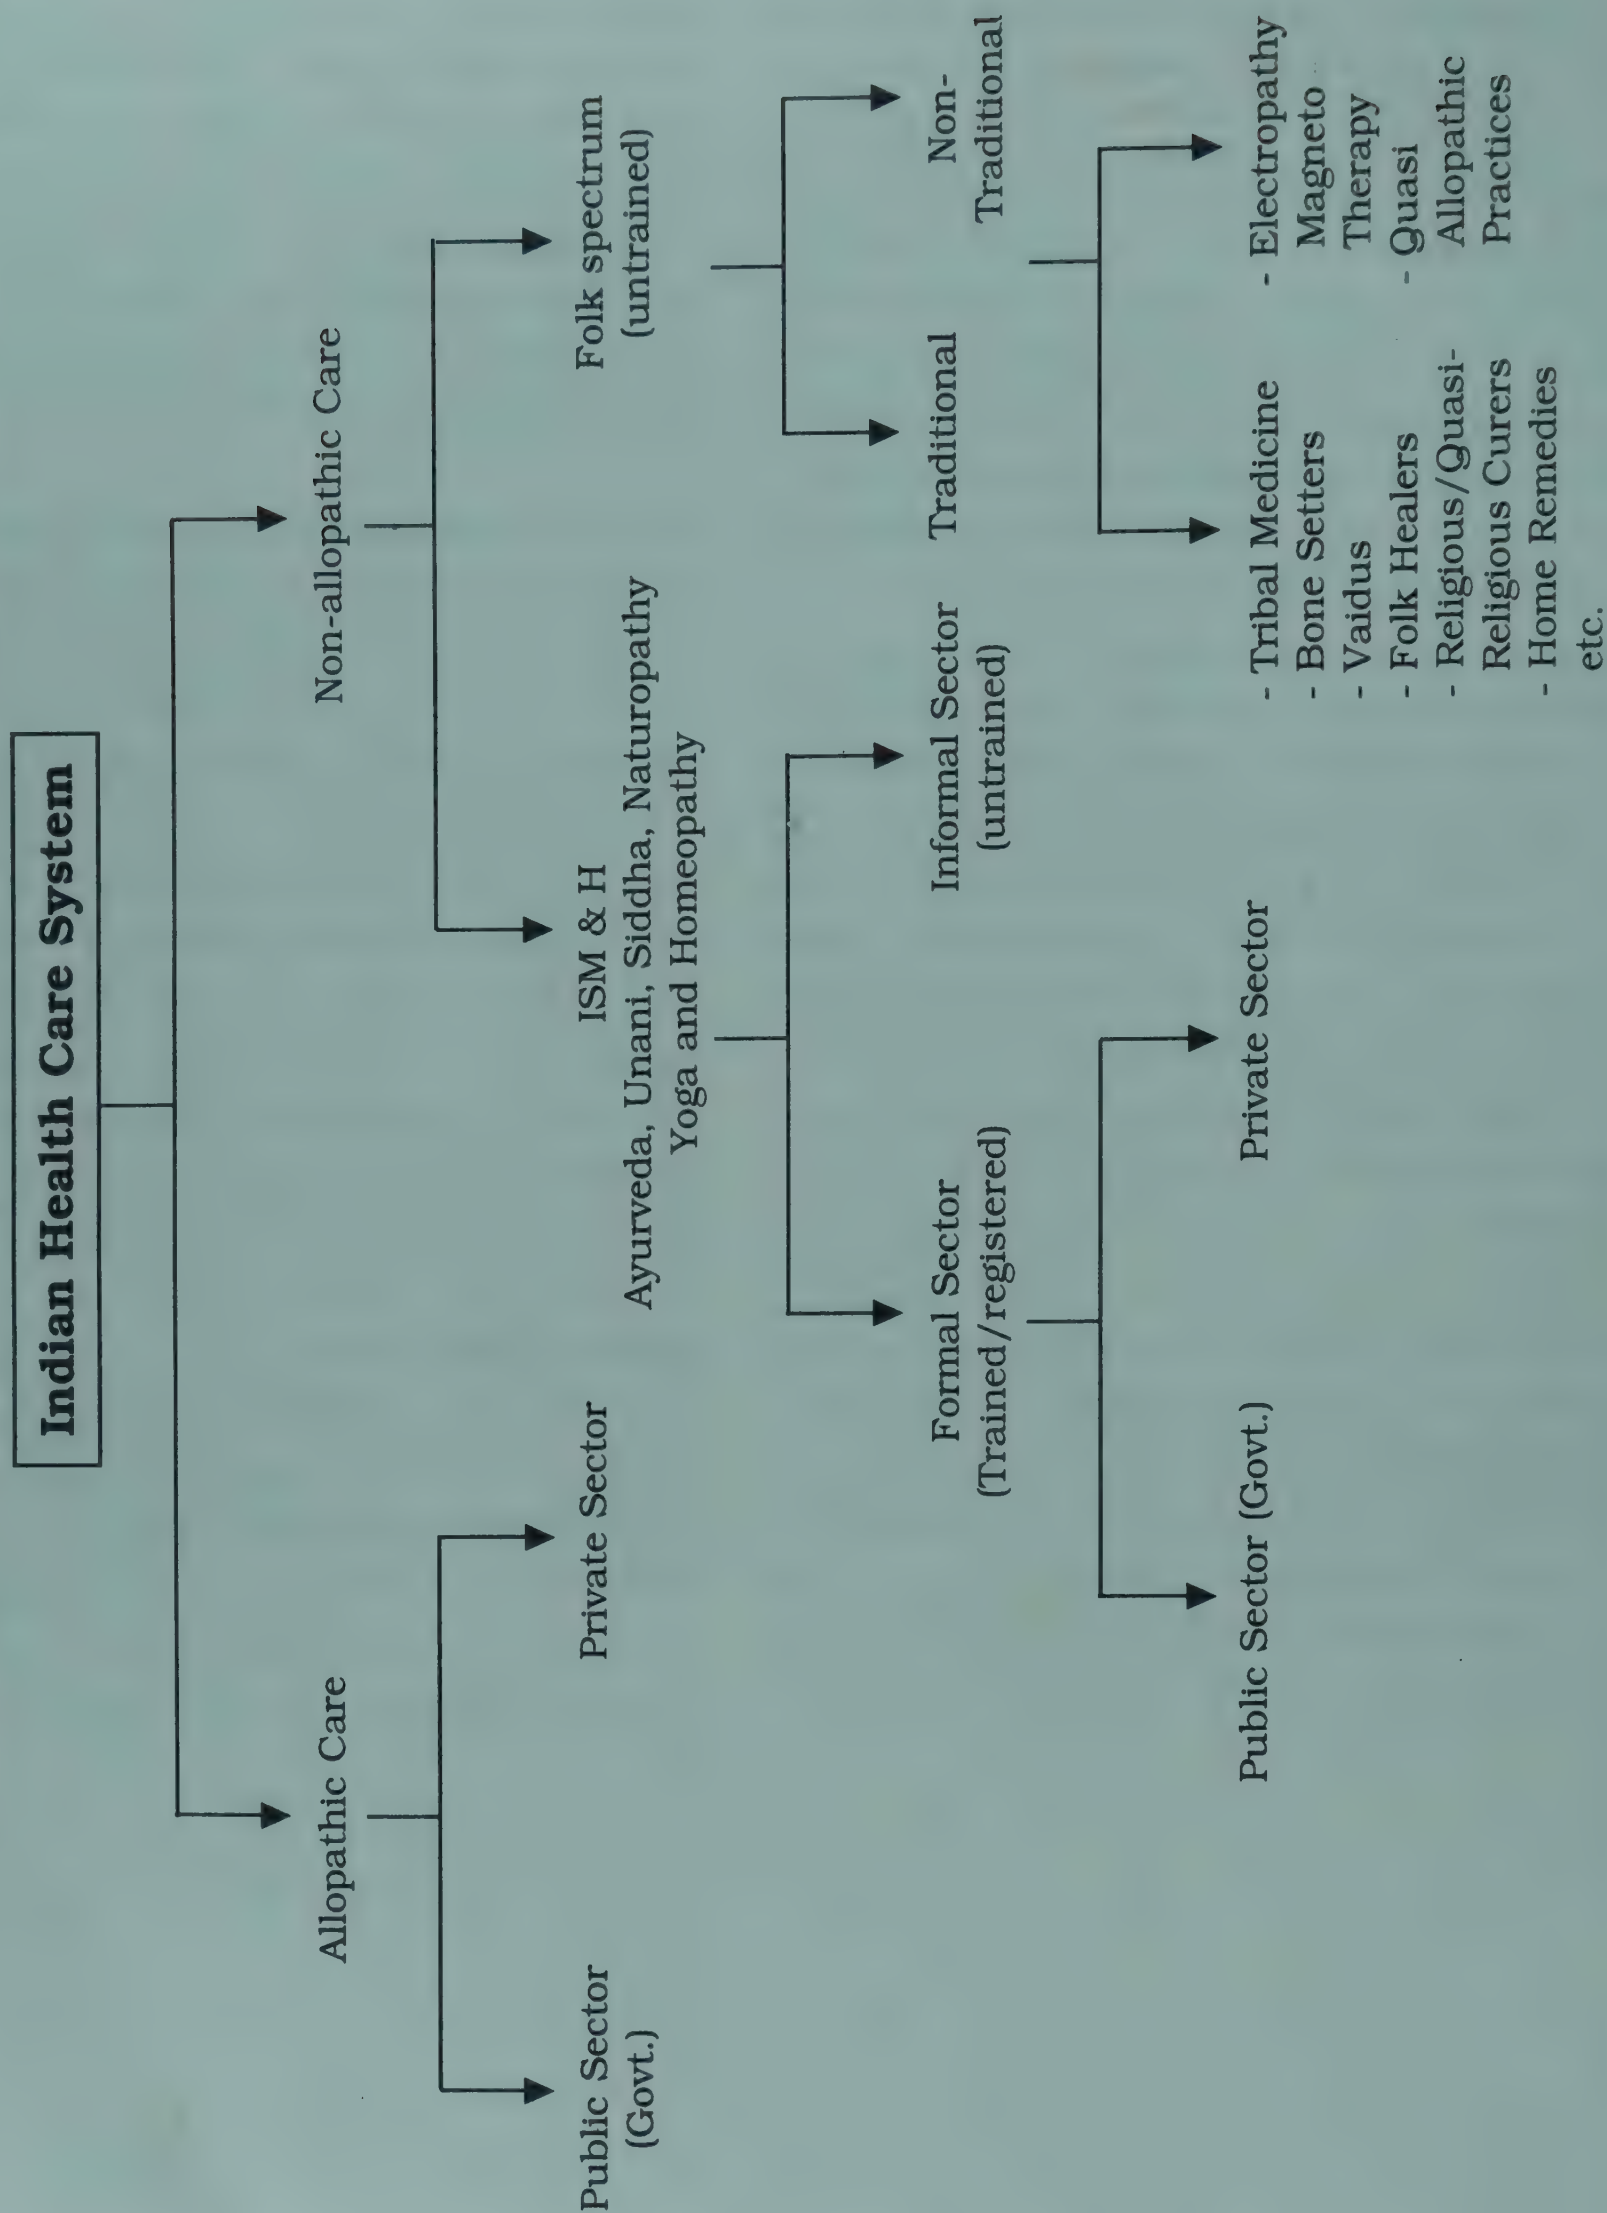 Indian Health Care System
Allopathic Care
Non-allopathic Care
Public Sector
(Govt.)
Private Sector
ISM & H
Ayurveda, Unani, Siddha, Naturopathy
Yoga and Homeopathy
Folk spectrum
(untrained)
Formal Sector
(Trained/registered)
Informal Sector
(untrained)
Traditional
Non-
Traditional
Public Sector (Govt.)
Private Sector
- Tribal Medicine
- Bone Setters
- Vaidus
- Folk Healers
- Religious/Quasi-
Religious Curers
- Home Remedies
etc.
- Electropathy
Magneto
Therapy
- Quasi
Allopathic
Practices